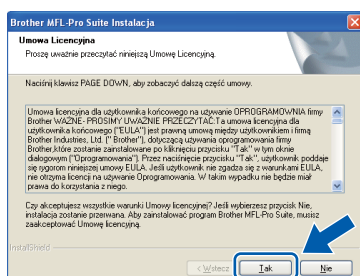 Brother MFL-Pro Suite Instalacja
Umowa Licencyjna
Proszę uważnie przeczytać niniejszą Umowę Licencyjną.
Naciśnij klawisz PAGE DOWN, aby zobaczyć dalszą część umowy.
Umowa licencyjna dla użytkownika końcowego na używanie OPROGRAMOWNIA firmy
Brother WAŻNE- PROSIMY UWAŻNIE PRZECZYTAĆ:Ta umowa licencyjna dla
użytkownika końcowego ("EULA") jest prawną umową między użytkownikiem i firmą
Brother Industries, Ltd. (" Brother"), dotyczącą używania oprogramowania firmy
Brother,które zostanie zainstalowane po kliknięciu przycisku "Tak" w tym oknie
dialogowym ("Oprogramowania"). Przez naciśnięcie przycisku "Tak", użytkownik poddaje
się rygorom niniejszej umowy EULA. Jeśli użytkownik nie zgadza się z warunkami EULA,
nie otrzyma licencji na używanie Oprogramowania. W takim wypadku nie będzie miał
prawa do korzystania z niego.
Czy akceptujesz wszystkie warunki Umowy licencyjnej? Jeśli wybierzesz przycisk Nie,
instalacja zostanie przerwana. Aby zainstalować program Brother MFL-Pro Suite, musisz
zaakceptować Umowę licencyjną.
InstallShield
< Wstecz Tak Nie